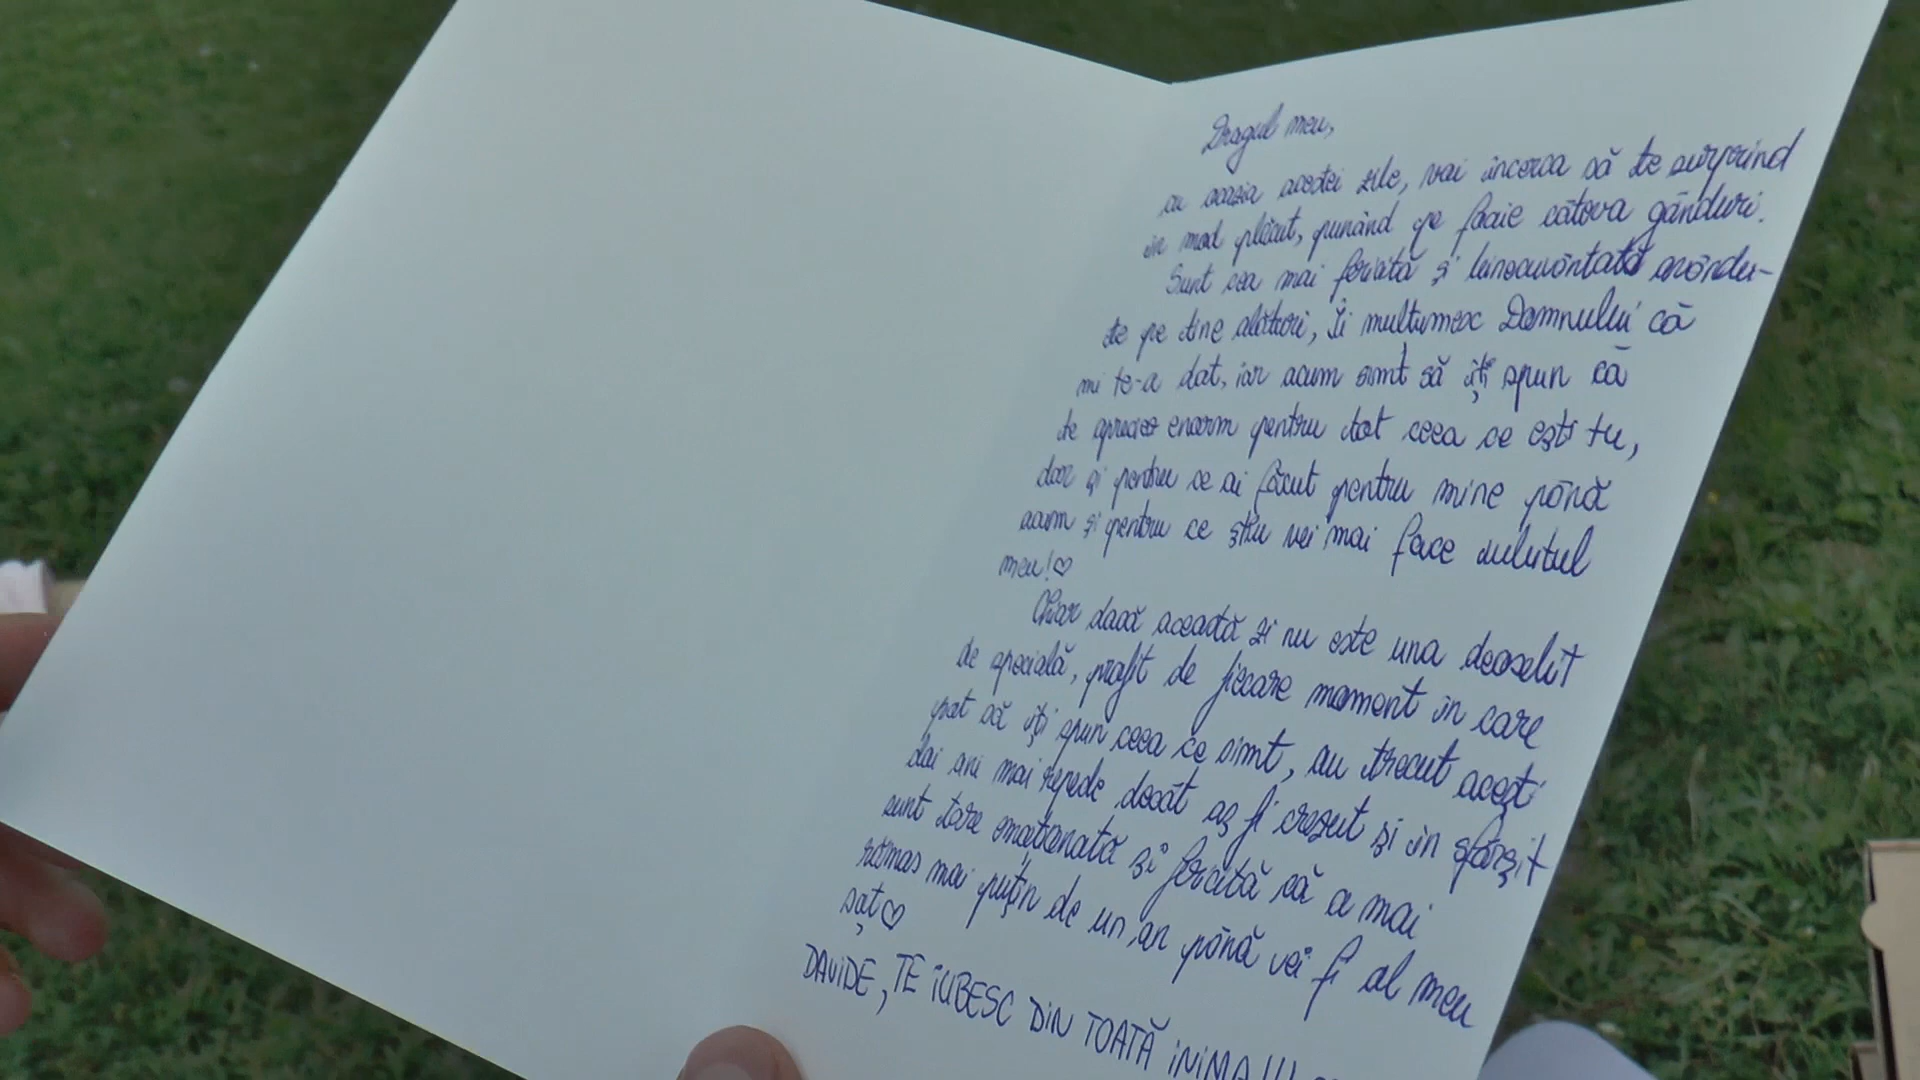 Dragul meu,
cu ocazia acestei zile, voi încerca să te surprind
în mod plăcut, punând pe foaie câteva gânduri.
Sunt cea mai fericită și binecuvântată avându-
te pe tine alături, Îi mulțumesc Domnului că
mi te-a dat, iar acum simt să îți spun că
te apreciez enorm pentru tot ceea ce ești tu,
dar și pentru ce ai făcut pentru mine până
acum și pentru ce știu vei mai face iubitul
meu! ♡
Chiar dacă această zi nu este una deosebit
de specială, profit de fiecare moment în care
pot să îți spun ceea ce simt, au trecut acești
doi ani mai repede decât aș fi crezut și în sfârșit
sunt tare emoționată și fericită că a mai
rămas mai puțin de un an până vei fi al meu
soț ♡
DAVIDE, TE IUBESC DIN TOATĂ INIMA!!!